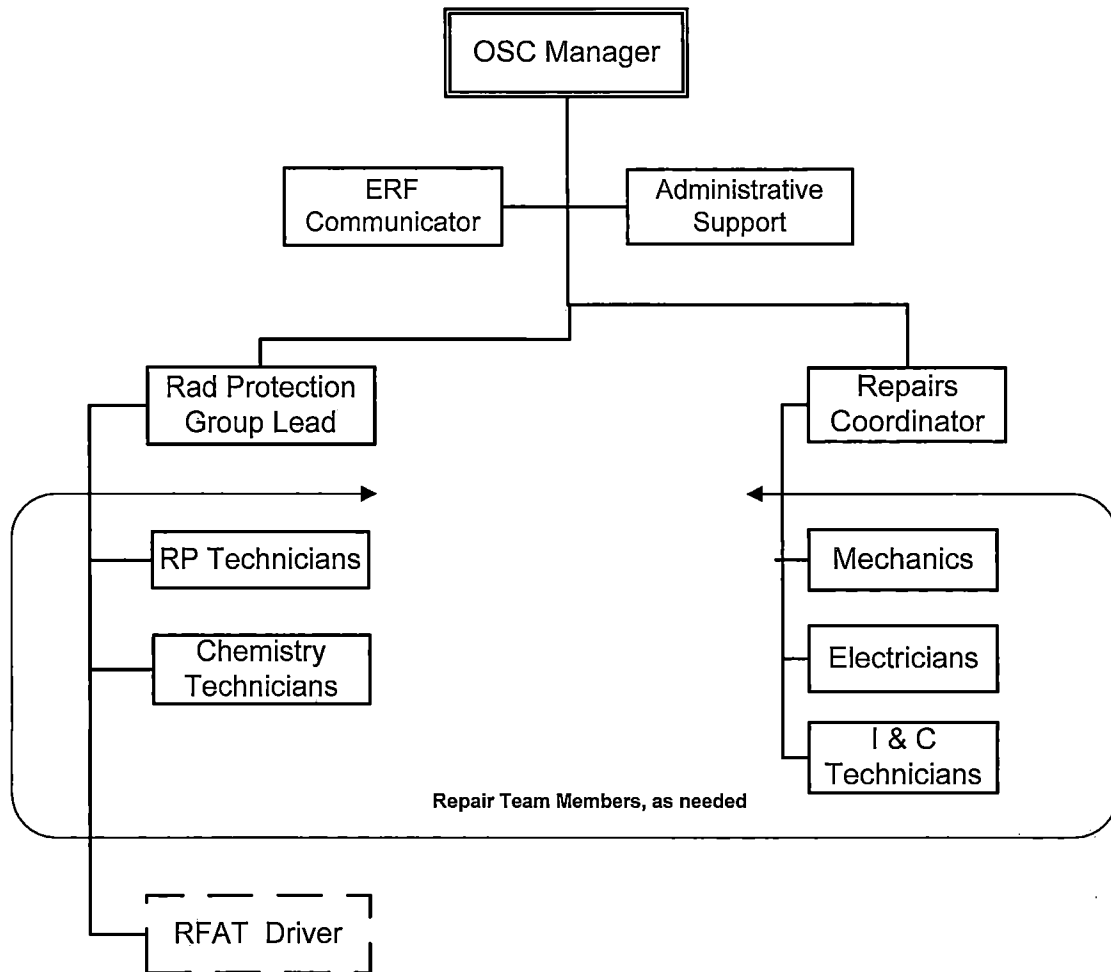 OSC Manager
ERF
Communicator
Administrative
Support
Rad Protection
Group Lead
Repairs
Coordinator
RP Technicians
Mechanics
Chemistry
Technicians
Electricians
I & C
Technicians
Repair Team Members, as needed
RFAT Driver